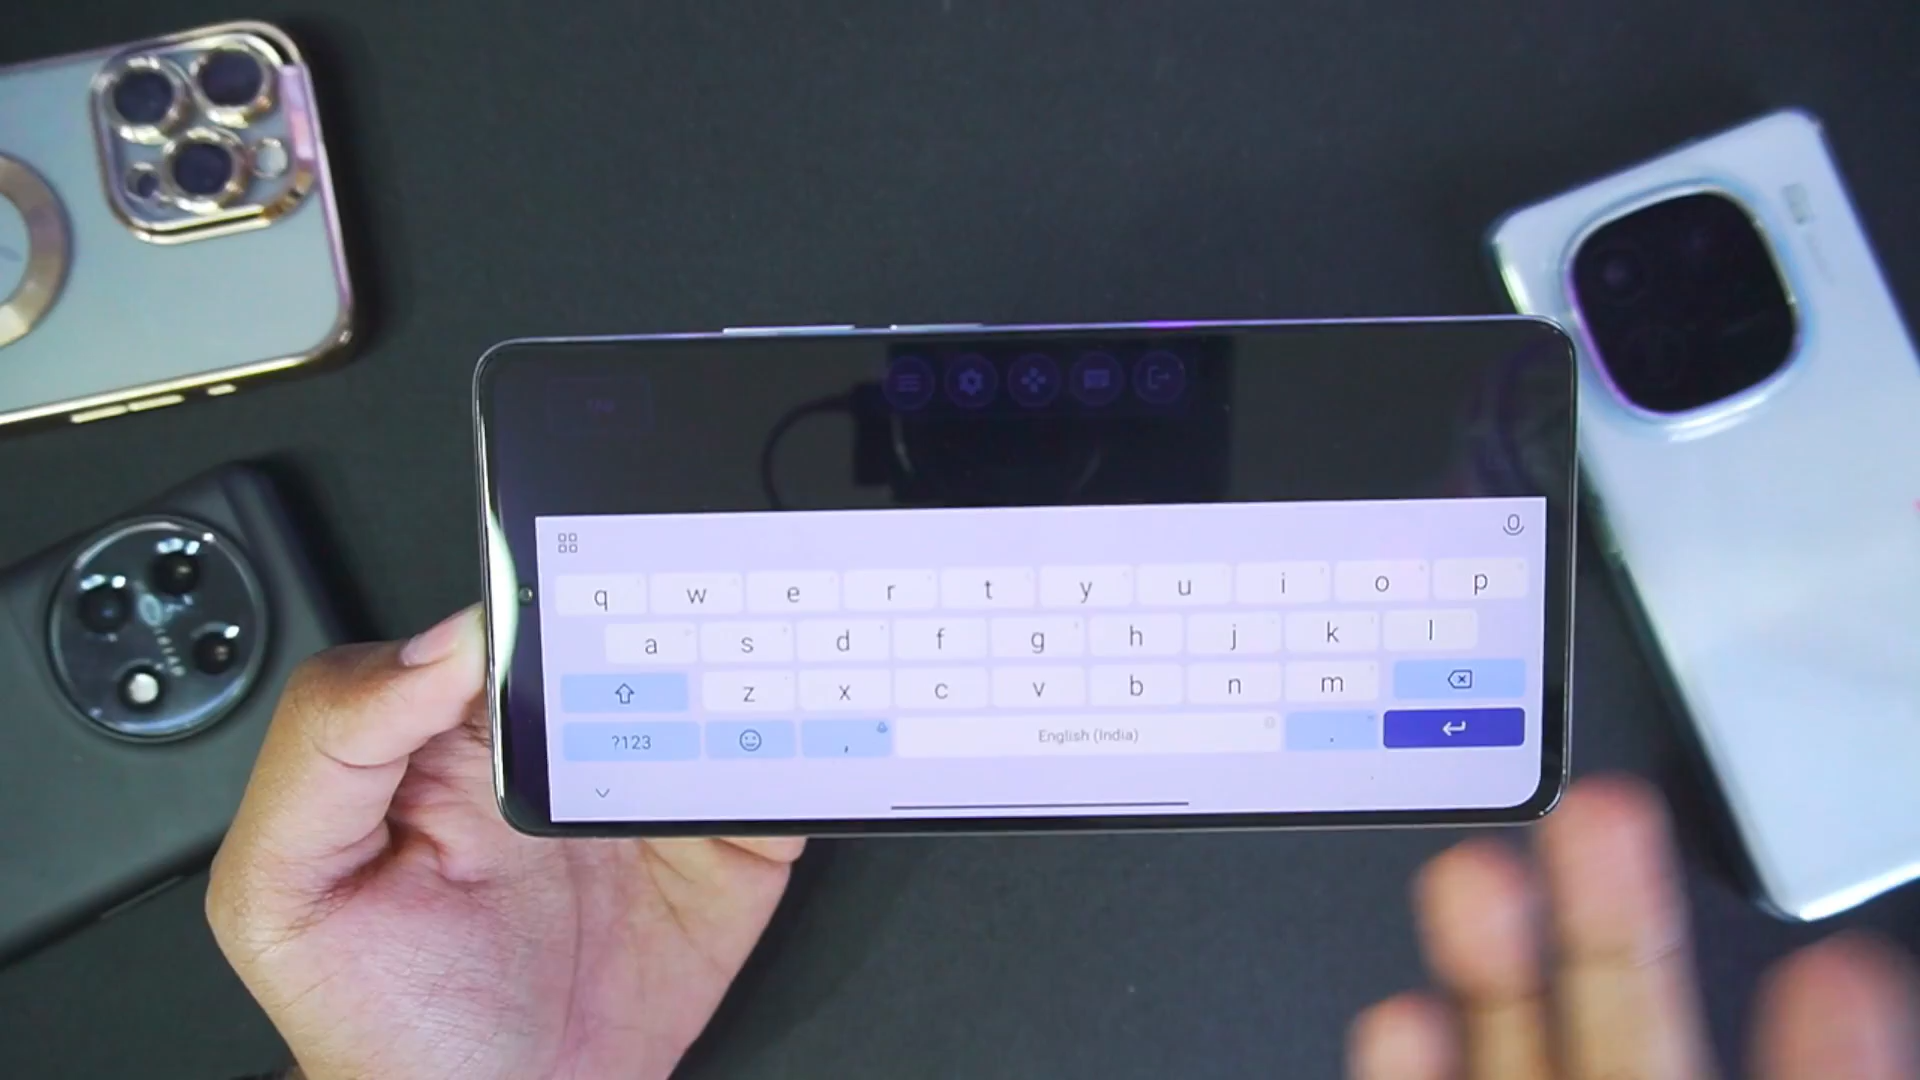 q w e r t y u i o p
a s d f g h j k l
z x c v b n m
?123 , English (India) .